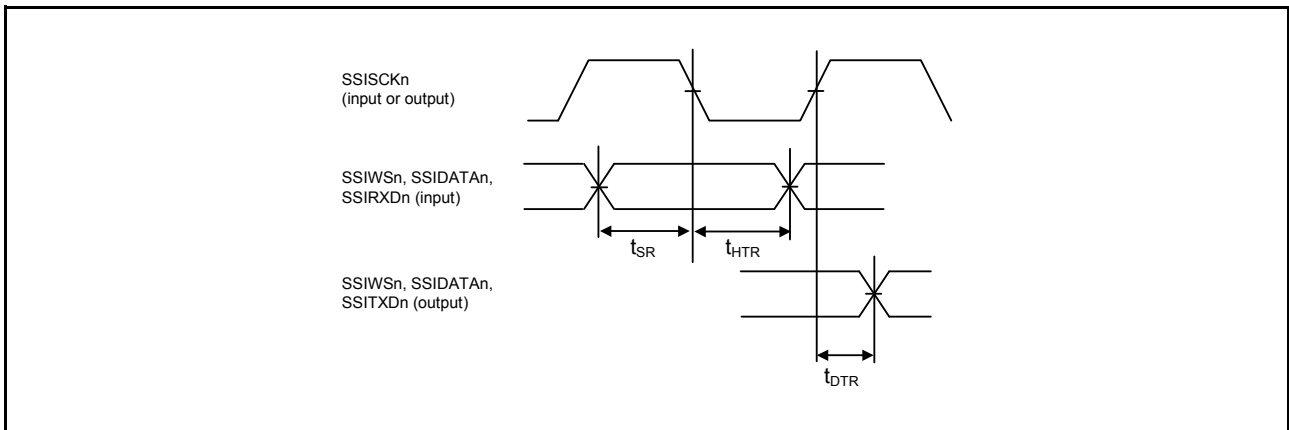 SSISCKn
(input or output)
SSIWSn, SSIDATAn,
SSIRXDn (input)
tSR
tHTR
SSIWSn, SSIDATAn,
SSITXDn (output)
tDTR